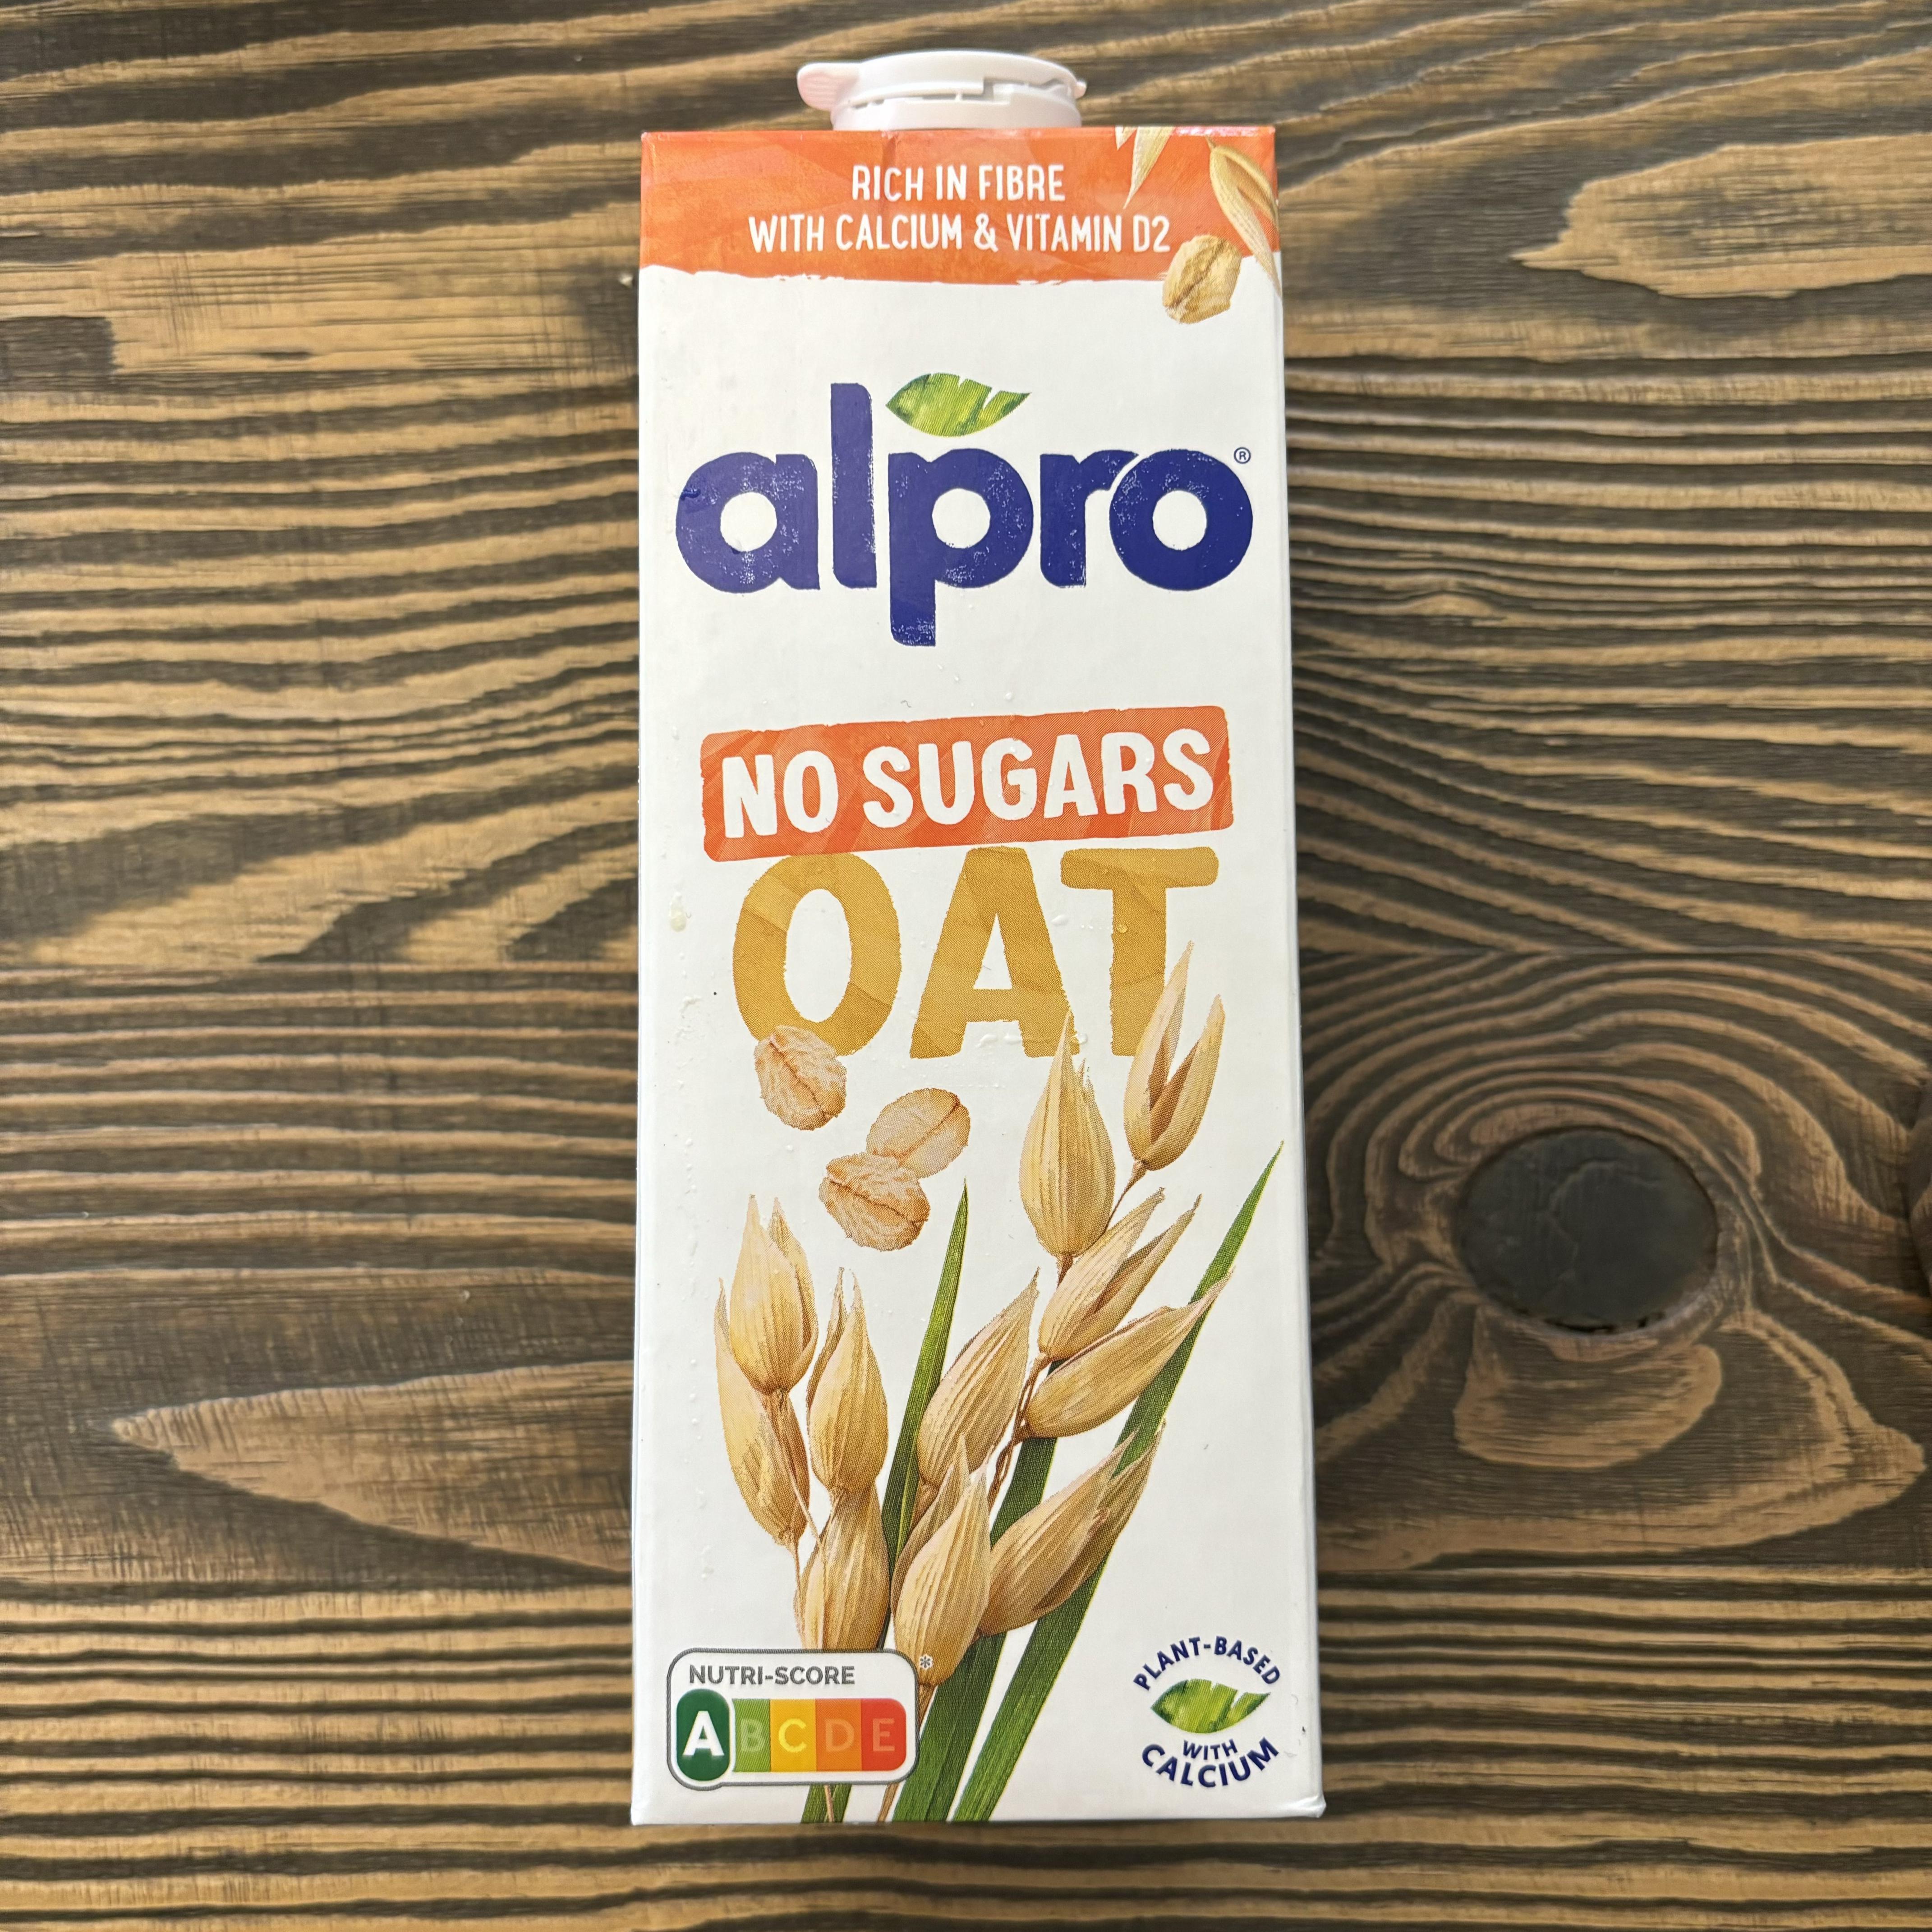 RICH IN FIBRE
WITH CALCIUM & VITAMIN D2
alpro®
NO SUGARS
OAT
NUTRI-SCORE*
A B C D E
PLANT-BASED
WITH
CALCIUM